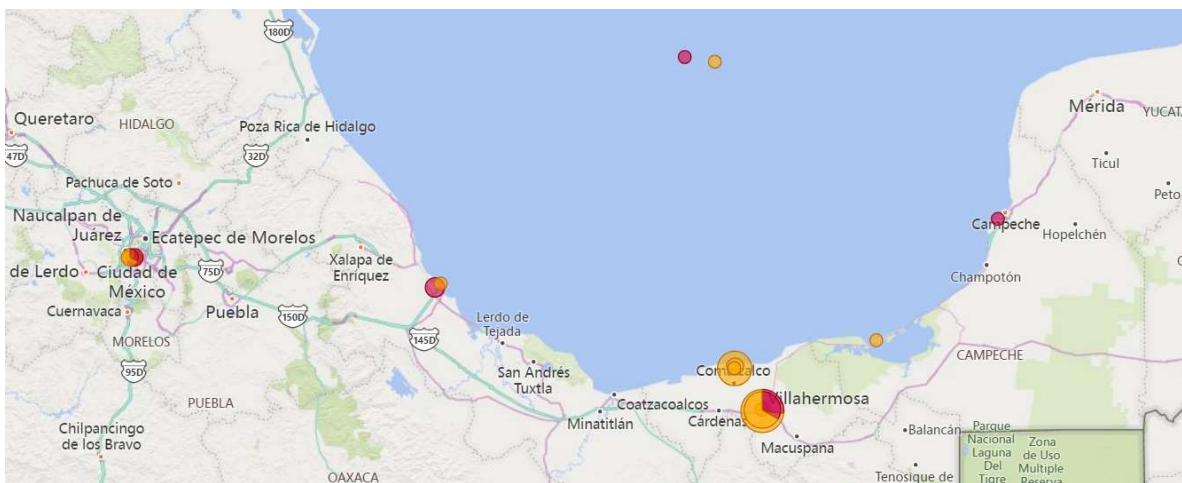 180D
Queretaro
HIDALGO
Poza Rica de Hidalgo
47D
32D
Pachuca de Soto
Naucalpan de
Juárez
Ecatepec de Morelos
de Lerdo
Ciudad de
México
75D
Xalapa de
Enríquez
Cuernavaca
Puebla
150D
MORELOS
95D
PUEBLA
Chilpancingo
de los Bravo
OAXACA
145D
Lerdo de
Tejada
San Andrés
Tuxtla
Coatzacoalcos
Minatitlán
Cárdenas
Villahermosa
Macuspana
Mérida
YUCAT
Ticul
Peto
Campeche
Hopelchén
Champotón
CAMPECHE
Balancán
Tenosique de
Parque
Nacional
Laguna
Del
Tigre
Zona
de Uso
Multiple
Reserva